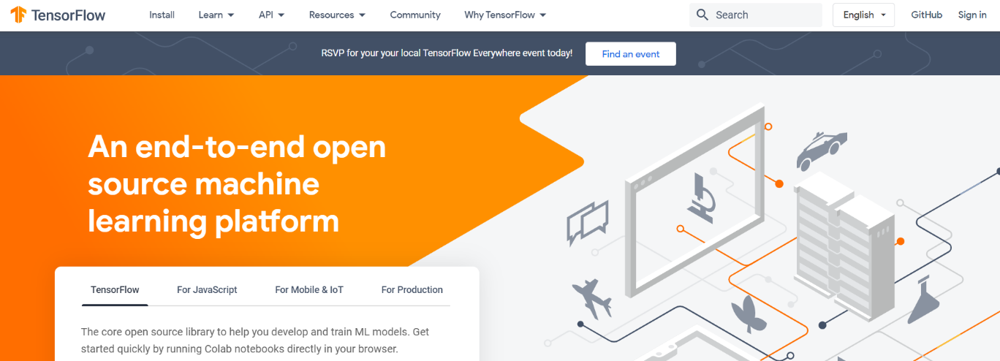 TensorFlow Install Learn API Resources Community Why TensorFlow Search English GitHub Sign in
RSVP for your your local TensorFlow Everywhere event today! Find an event
An end-to-end open
source machine
learning platform
TensorFlow For JavaScript For Mobile & IoT For Production
The core open source library to help you develop and train ML models. Get
started quickly by running Colab notebooks directly in your browser.